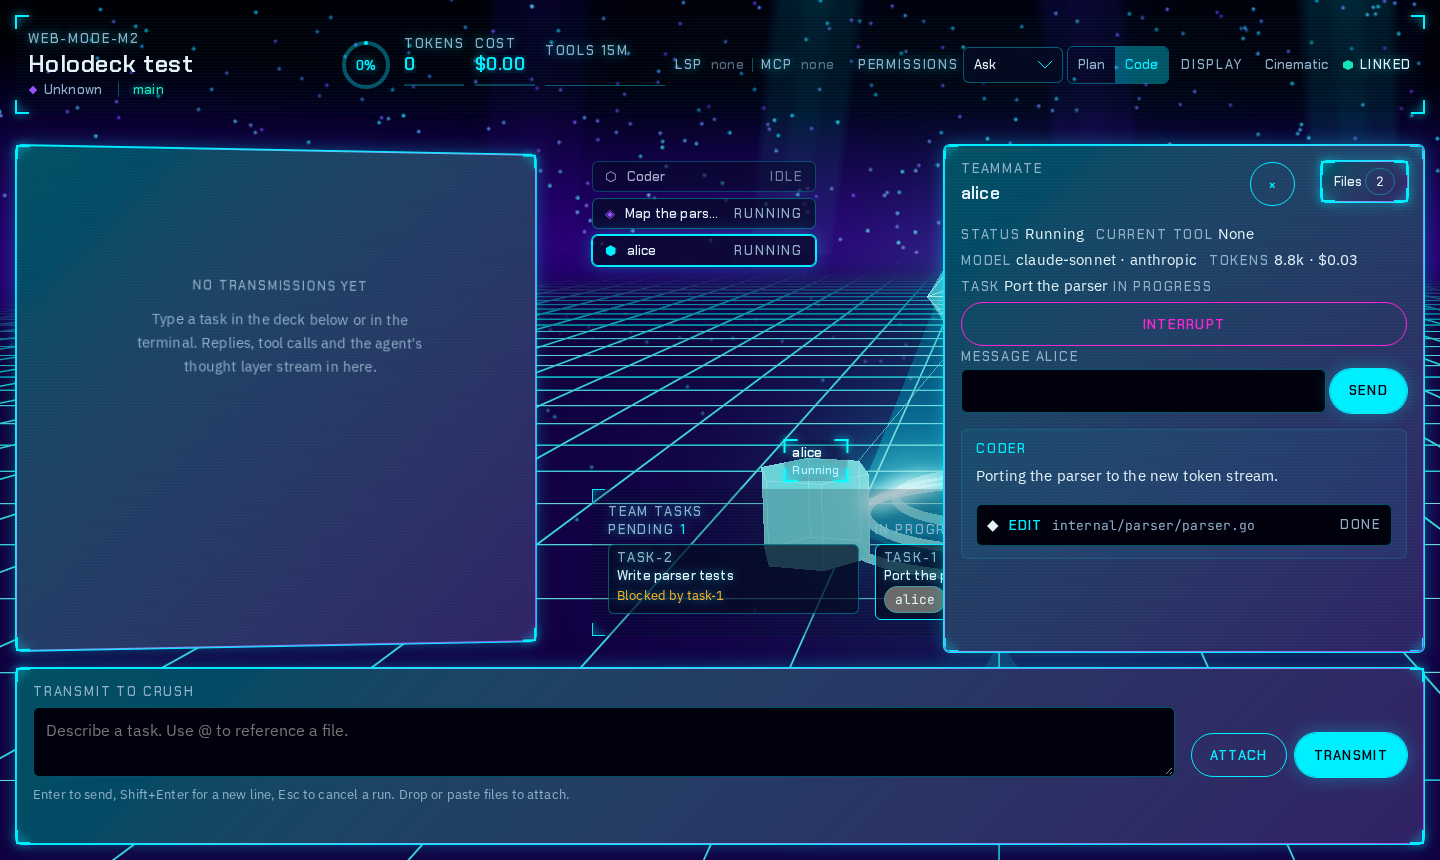 WEB-MODE-M2
Holodeck test
Unknown main
0%
TOKENS
0
COST
$0.00
TOOLS 15M
LSP none MCP none
PERMISSIONS Ask
Plan Code
DISPLAY Cinematic
LINKED
NO TRANSMISSIONS YET
Type a task in the deck below or in the
terminal. Replies, tool calls and the agent's
thought layer stream in here.
Coder IDLE
Map the pars... RUNNING
alice RUNNING
alice
Running
TEAM TASKS
PENDING 1
TASK-2
Write parser tests
Blocked by task-1
IN PROGR
TASK-1
Port the p
alice
TEAMMATE
alice
×
Files 2
STATUS Running CURRENT TOOL None
MODEL claude-sonnet · anthropic TOKENS 8.8k · $0.03
TASK Port the parser IN PROGRESS
INTERRUPT
MESSAGE ALICE
SEND
CODER
Porting the parser to the new token stream.
EDIT internal/parser/parser.go DONE
TRANSMIT TO CRUSH
Describe a task. Use @ to reference a file.
ATTACH
TRANSMIT
Enter to send, Shift+Enter for a new line, Esc to cancel a run. Drop or paste files to attach.